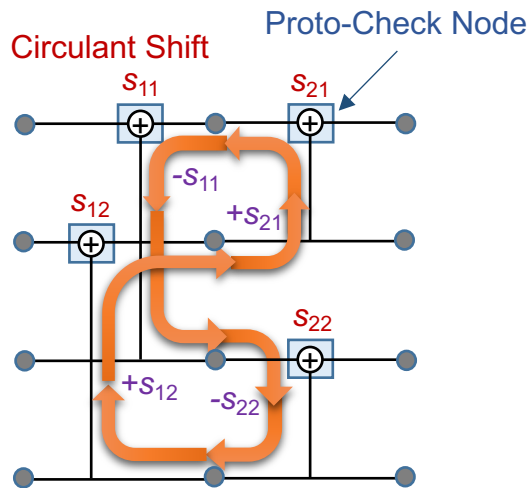 Proto-Check Node
Circulant Shift
s₁₁
s₂₁
-s₁₁
s₁₂
+s₂₁
s₂₂
+s₁₂
-s₂₂